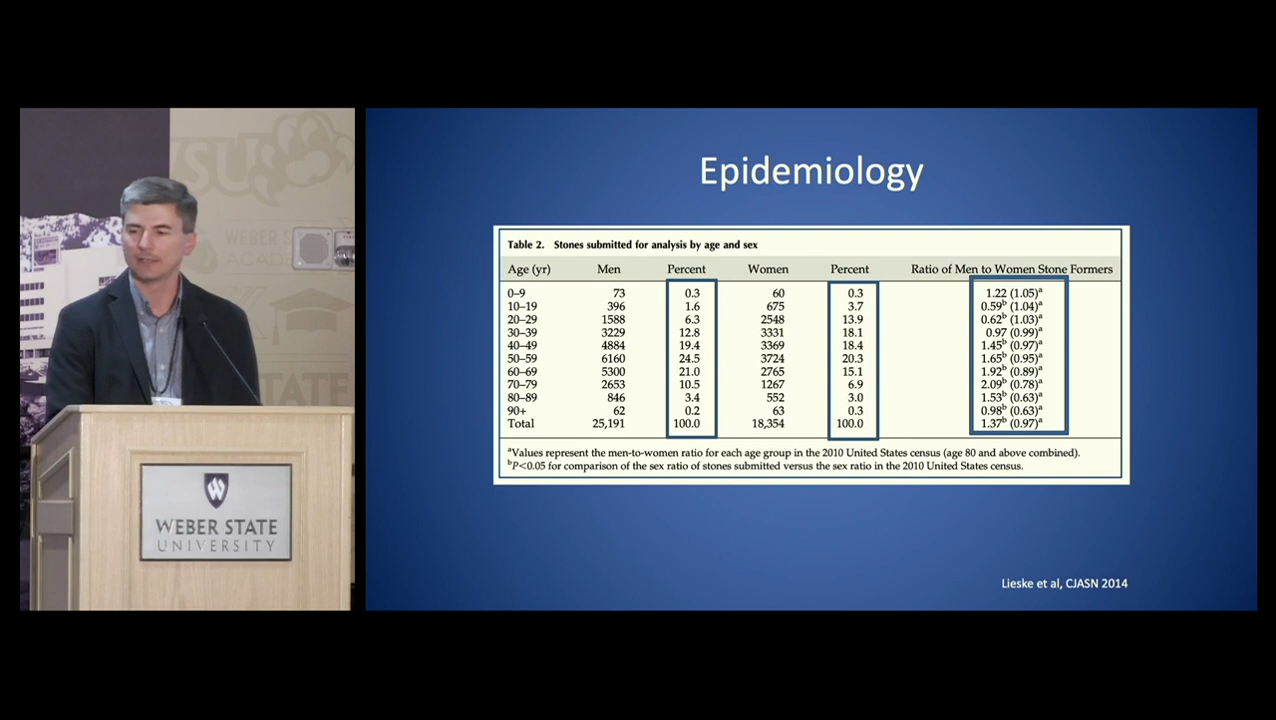 WSU
WEBER S
ACAD
STATE
WEBER STATE
UNIVERSITY
Epidemiology
Table 2. Stones submitted for analysis by age and sex
Age (yr) Men Percent Women Percent Ratio of Men to Women Stone Formers
0–9 73 0.3 60 0.3 1.22 (1.05)ᵃ
10–19 396 1.6 675 3.7 0.59ᵇ (1.04)ᵃ
20–29 1588 6.3 2548 13.9 0.62ᵇ (1.03)ᵃ
30–39 3229 12.8 3331 18.1 0.97 (0.99)ᵃ
40–49 4884 19.4 3369 18.4 1.45ᵇ (0.97)ᵃ
50–59 6160 24.5 3724 20.3 1.65ᵇ (0.95)ᵃ
60–69 5300 21.0 2765 15.1 1.92ᵇ (0.89)ᵃ
70–79 2653 10.5 1267 6.9 2.09ᵇ (0.78)ᵃ
80–89 846 3.4 552 3.0 1.53ᵇ (0.63)ᵃ
90+ 62 0.2 63 0.3 0.98ᵇ (0.63)ᵃ
Total 25,191 100.0 18,354 100.0 1.37ᵇ (0.97)ᵃ
ᵃValues represent the men-to-women ratio for each age group in the 2010 United States census (age 80 and above combined).
ᵇP<0.05 for comparison of the sex ratio of stones submitted versus the sex ratio in the 2010 United States census.
Lieske et al, CJASN 2014